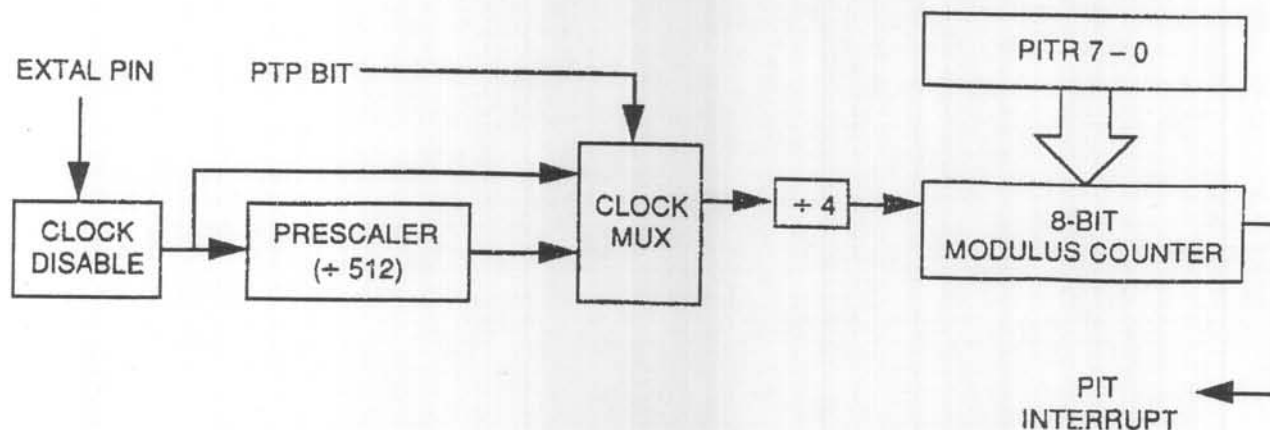 EXTAL PIN
PTP BIT
PITR 7 – 0
CLOCK
DISABLE
PRESCALER
(÷ 512)
CLOCK
MUX
÷ 4
8-BIT
MODULUS COUNTER
PIT
INTERRUPT